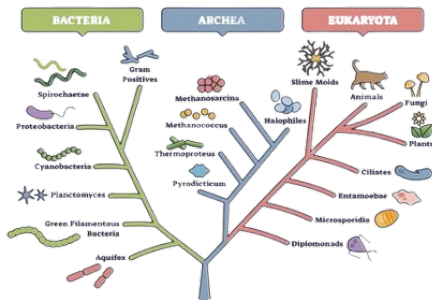 BACTERIA
ARCHEA
EUKARYOTA
Spirochaetae
Gram
Positives
Proteobacteria
Cyanobacteria
Planctomyces
Green Filamentous
Bacteria
Aquifex
Methanosarcina
Methanococcus
Halophiles
Thermoproteus
Pyrodicticum
Slime Moids
Animals
Fungi
Plants
Ciliates
Entamoebae
Microsporidia
Diplomonads